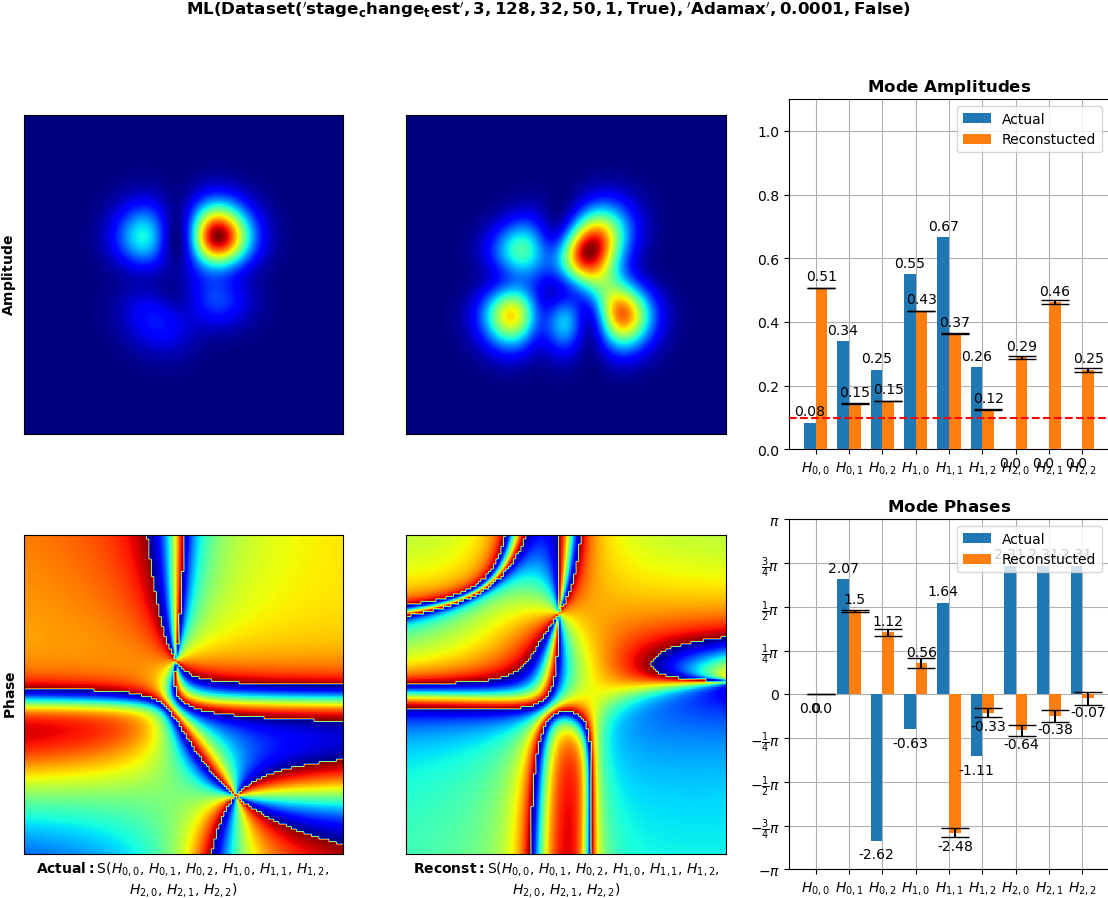 ML(Dataset('stage_change_test', 3, 128, 32, 50, 1, True), 'Adamax', 0.0001, False)
Amplitude
Mode Amplitudes
Actual
Reconstucted
1.0
0.8
0.6
0.4
0.2
0.0
0.08
0.51
0.34
0.15
0.25
0.15
0.55
0.43
0.67
0.37
0.26
0.12
0.0
0.29
0.0
0.46
0.0
0.25
H0,0 H0,1 H0,2 H1,0 H1,1 H1,2 H2,0 H2,1 H2,2
Phase
Mode Phases
Actual
Reconstucted
π
3/4π
1/2π
1/4π
0
−1/4π
−1/2π
−3/4π
−π
0.0
0.0
2.07
1.5
-2.62
1.12
-0.63
0.56
1.64
-2.48
-1.11
-0.33
2.31
-0.64
2.31
-0.38
2.31
-0.07
H0,0 H0,1 H0,2 H1,0 H1,1 H1,2 H2,0 H2,1 H2,2
Actual: S(H0,0, H0,1, H0,2, H1,0, H1,1, H1,2,
H2,0, H2,1, H2,2)
Reconst: S(H0,0, H0,1, H0,2, H1,0, H1,1, H1,2,
H2,0, H2,1, H2,2)